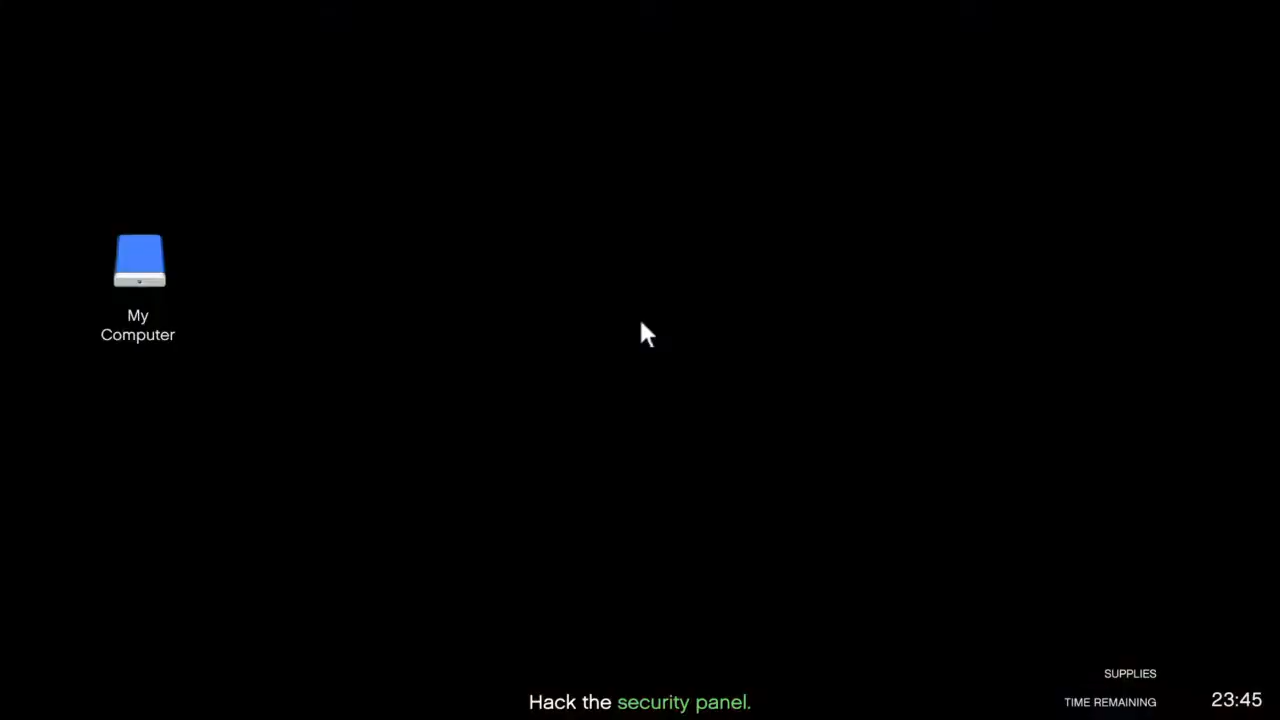 My
Computer
SUPPLIES
Hack the security panel.
TIME REMAINING 23:45